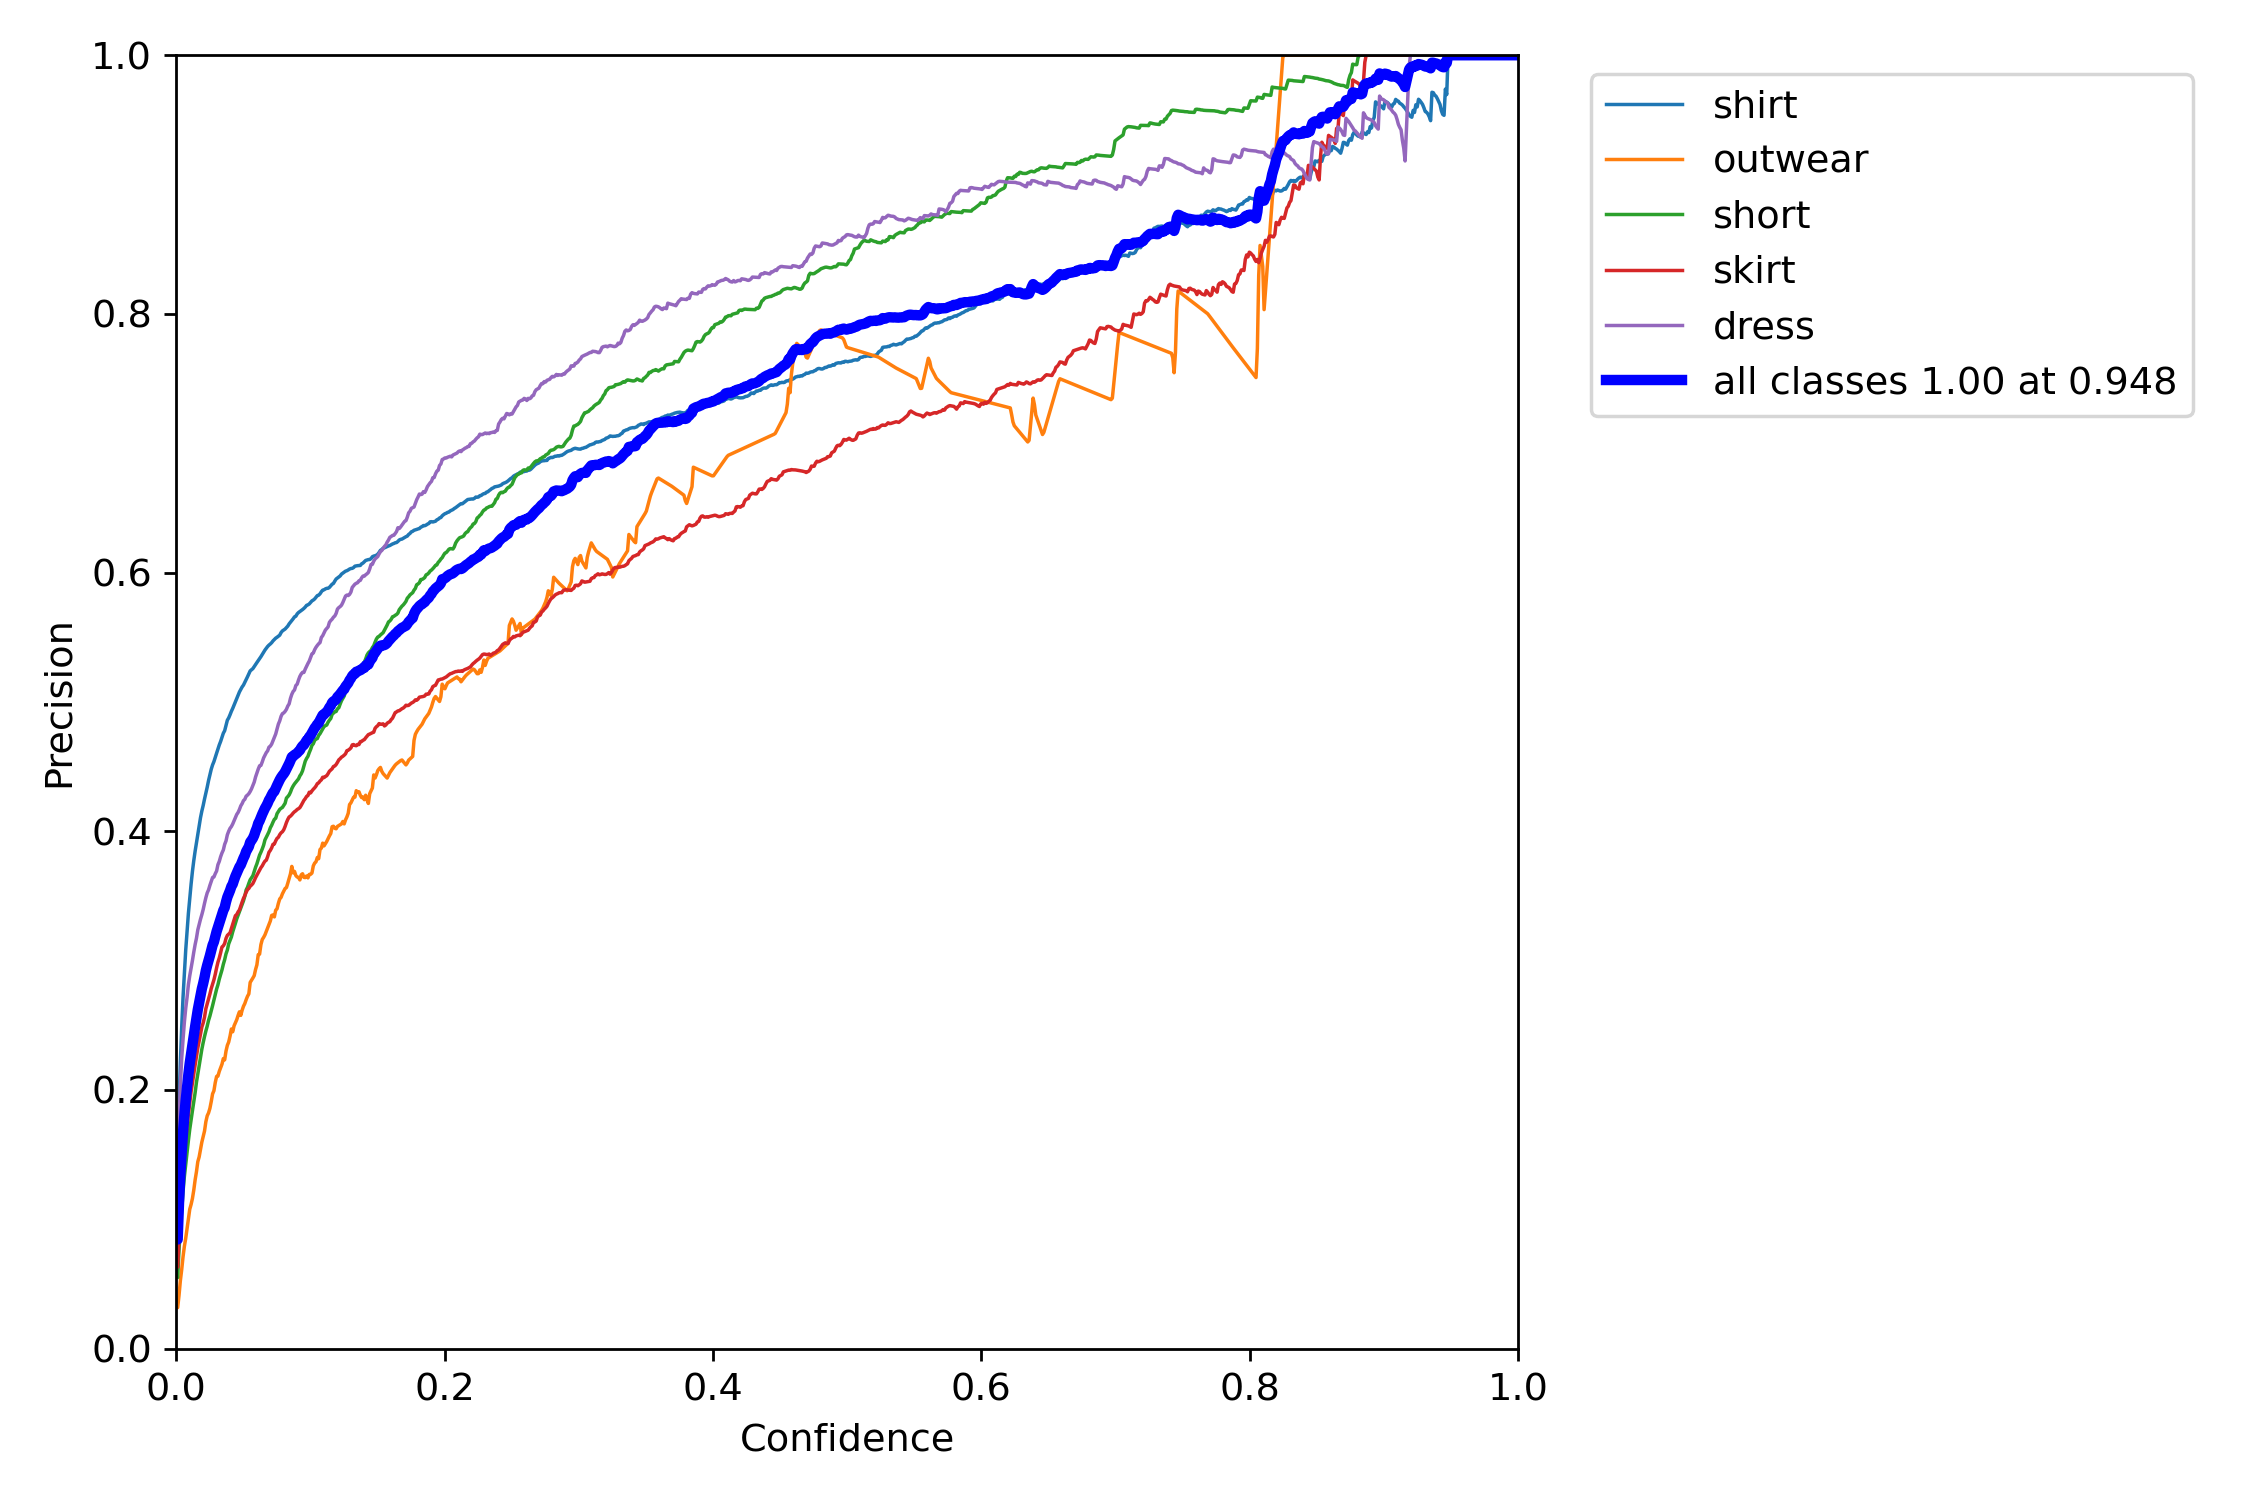 1.0
0.8
0.6
0.4
0.2
0.0
Precision
0.0 0.2 0.4 0.6 0.8 1.0
Confidence
shirt
outwear
short
skirt
dress
all classes 1.00 at 0.948